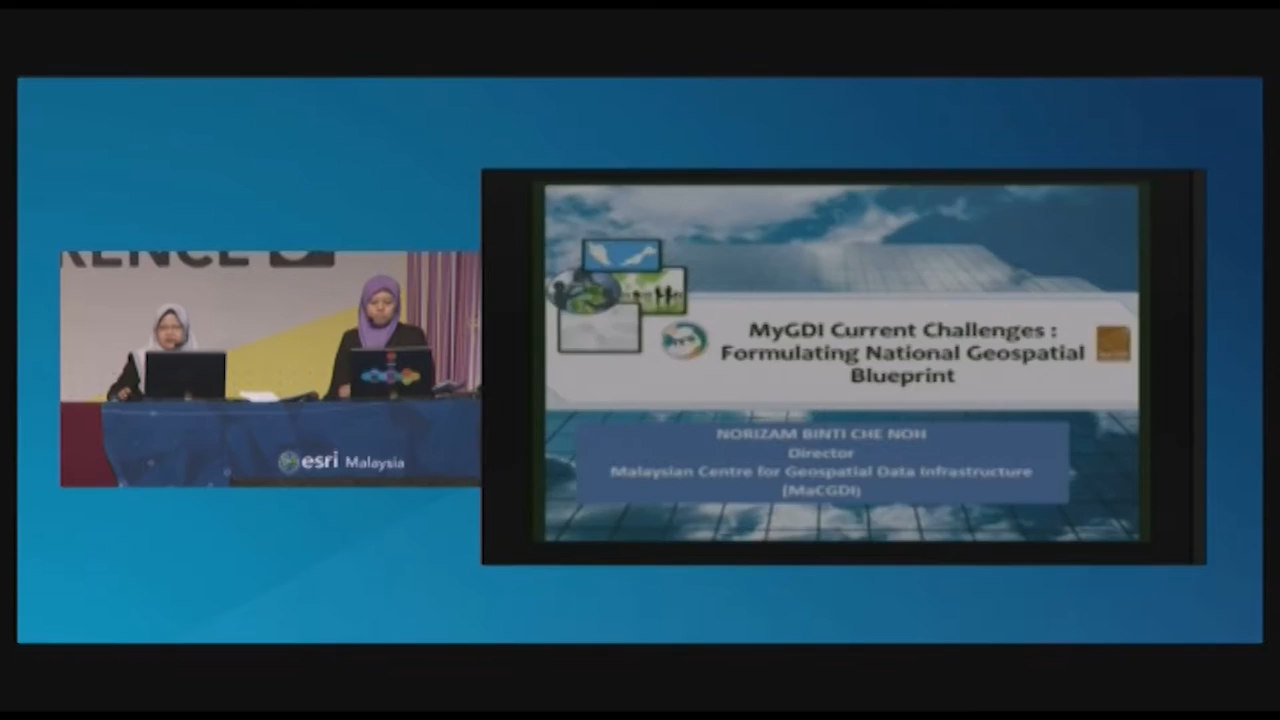 RENCE
esri Malaysia
MyGDI Current Challenges :
Formulating National Geospatial
Blueprint
NORIZAM BINTI CHE NOH
Director
Malaysian Centre for Geospatial Data Infrastructure
(MaCGDI)